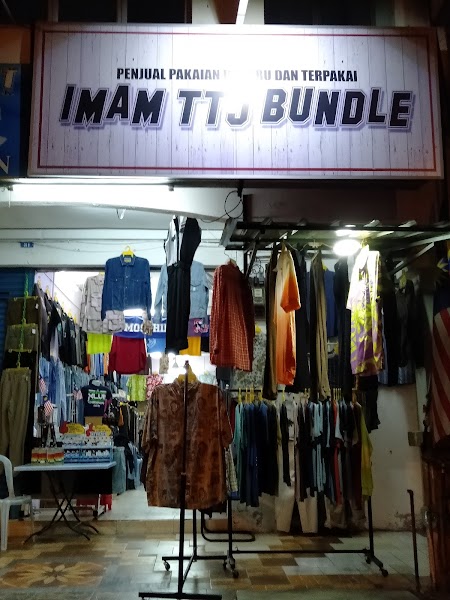 PENJUAL PAKAIAN DAN TERPAKAI
IMAM TTJ BUNDLE